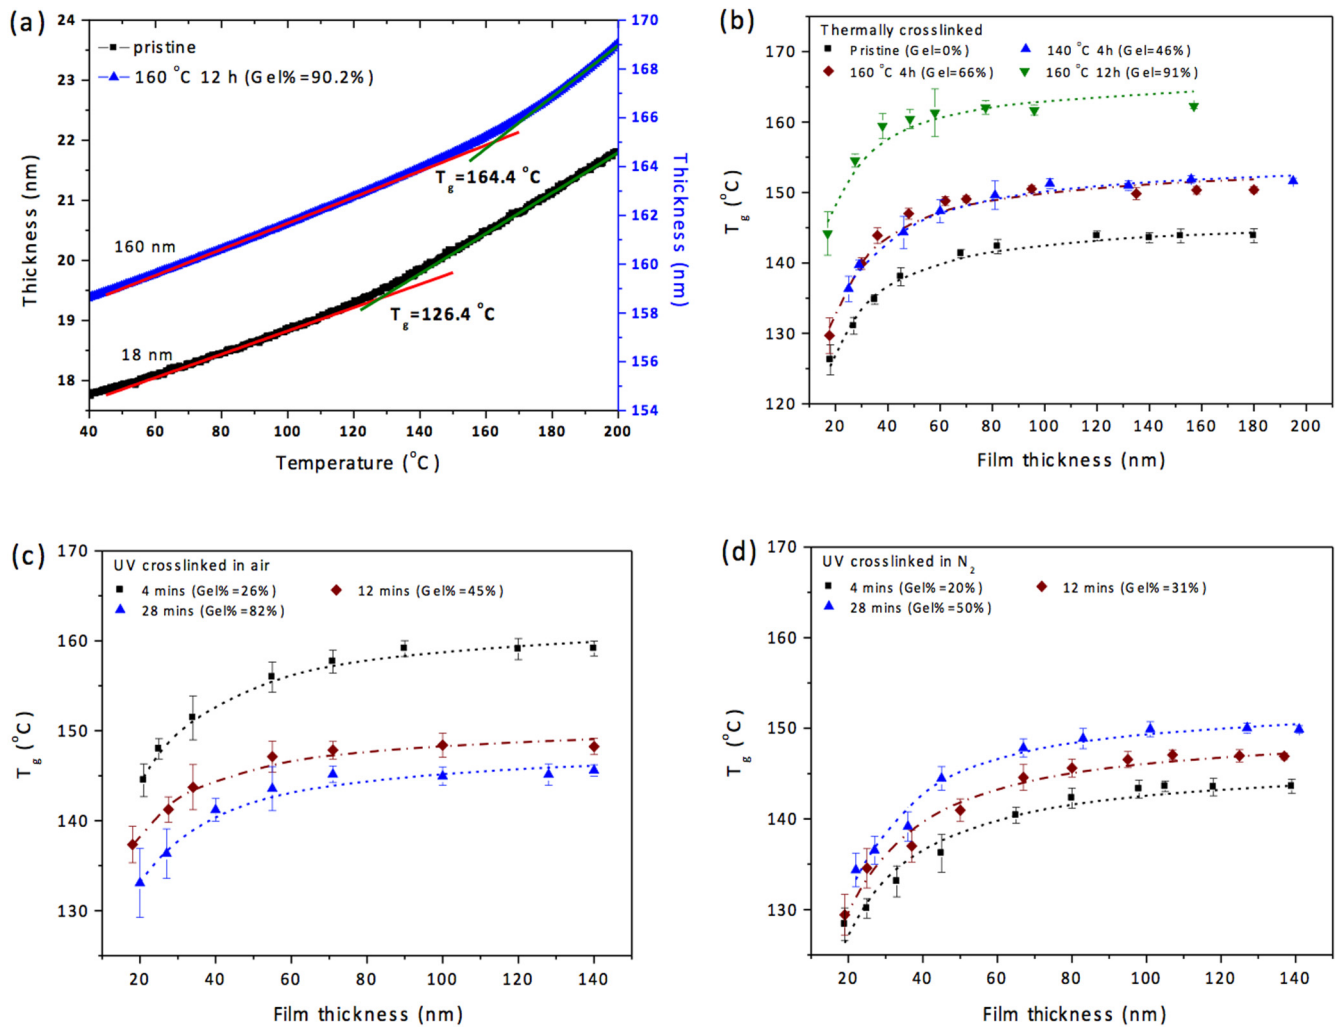 (a)
24
23
22
21
20
19
18
Thickness (nm)
pristine
160 °C 12 h (Gel%=90.2%)
160 nm
18 nm
Tg=164.4 °C
Tg=126.4 °C
170
168
166
164
162
160
158
156
154
Thickness (nm)
40 60 80 100 120 140 160 180 200
Temperature (°C)
(b)
170
160
150
140
130
120
Tg (°C)
Thermally crosslinked
Pristine (Gel=0%) 140 °C 4h (Gel=46%)
160 °C 4h (Gel=66%) 160 °C 12h (Gel=91%)
20 40 60 80 100 120 140 160 180 200
Film thickness (nm)
(c)
170
160
150
140
130
Tg (°C)
UV crosslinked in air
4 mins (Gel%=26%) 12 mins (Gel%=45%)
28 mins (Gel%=82%)
20 40 60 80 100 120 140
Film thickness (nm)
(d)
170
160
150
140
130
Tg (°C)
UV crosslinked in N2
4 mins (Gel%=20%) 12 mins (Gel%=31%)
28 mins (Gel%=50%)
20 40 60 80 100 120 140
Film thickness (nm)